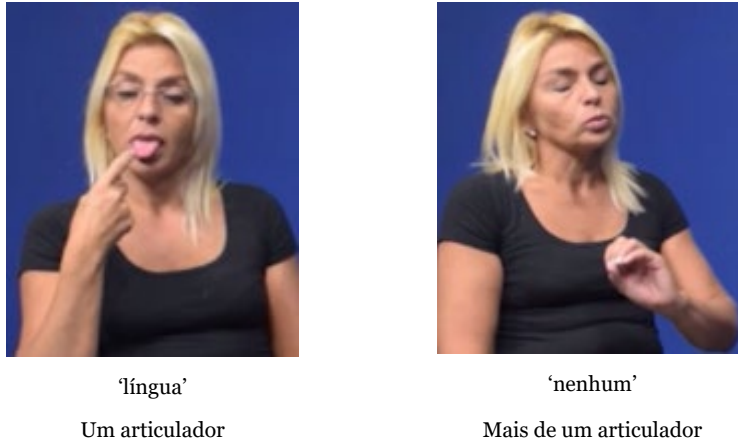 ‘língua’
‘nenhum’
Um articulador
Mais de um articulador